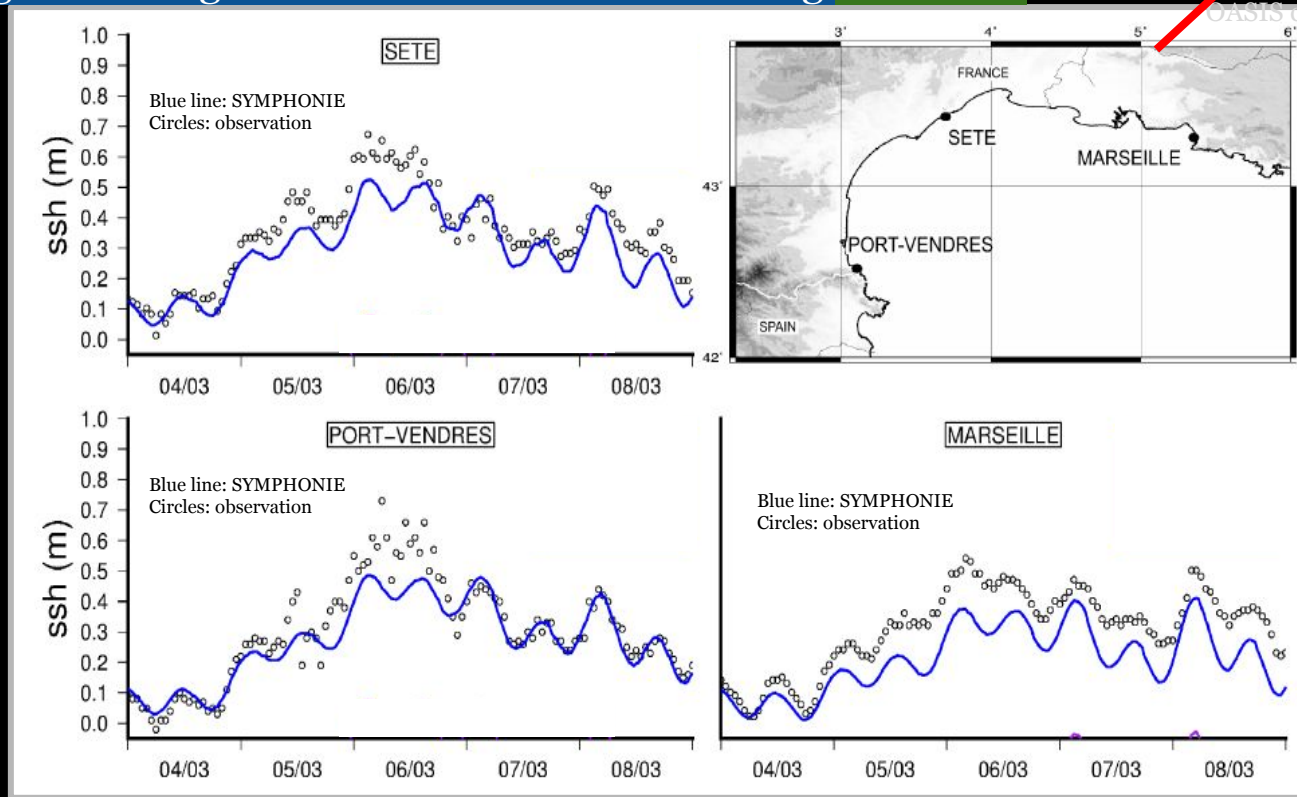 OASIS
SETE
Blue line: SYMPHONIE
Circles: observation
ssh (m)
1.0
0.9
0.8
0.7
0.6
0.5
0.4
0.3
0.2
0.1
0.0
04/03 05/03 06/03 07/03 08/03
3° 4° 5° 6°
43°
42°
FRANCE
SETE
MARSEILLE
PORT-VENDRES
SPAIN
PORT-VENDRES
Blue line: SYMPHONIE
Circles: observation
ssh (m)
1.0
0.9
0.8
0.7
0.6
0.5
0.4
0.3
0.2
0.1
0.0
04/03 05/03 06/03 07/03 08/03
MARSEILLE
Blue line: SYMPHONIE
Circles: observation
04/03 05/03 06/03 07/03 08/03